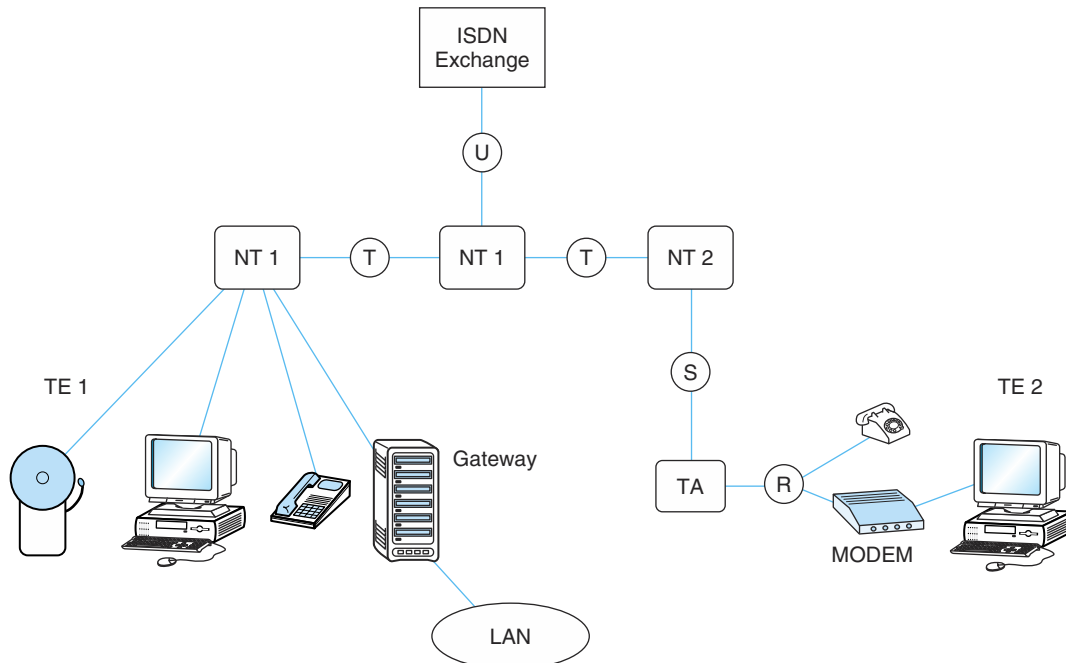 ISDN
Exchange
U
NT 1
T
NT 1
T
NT 2
S
TE 1
TE 2
Gateway
TA
R
MODEM
LAN